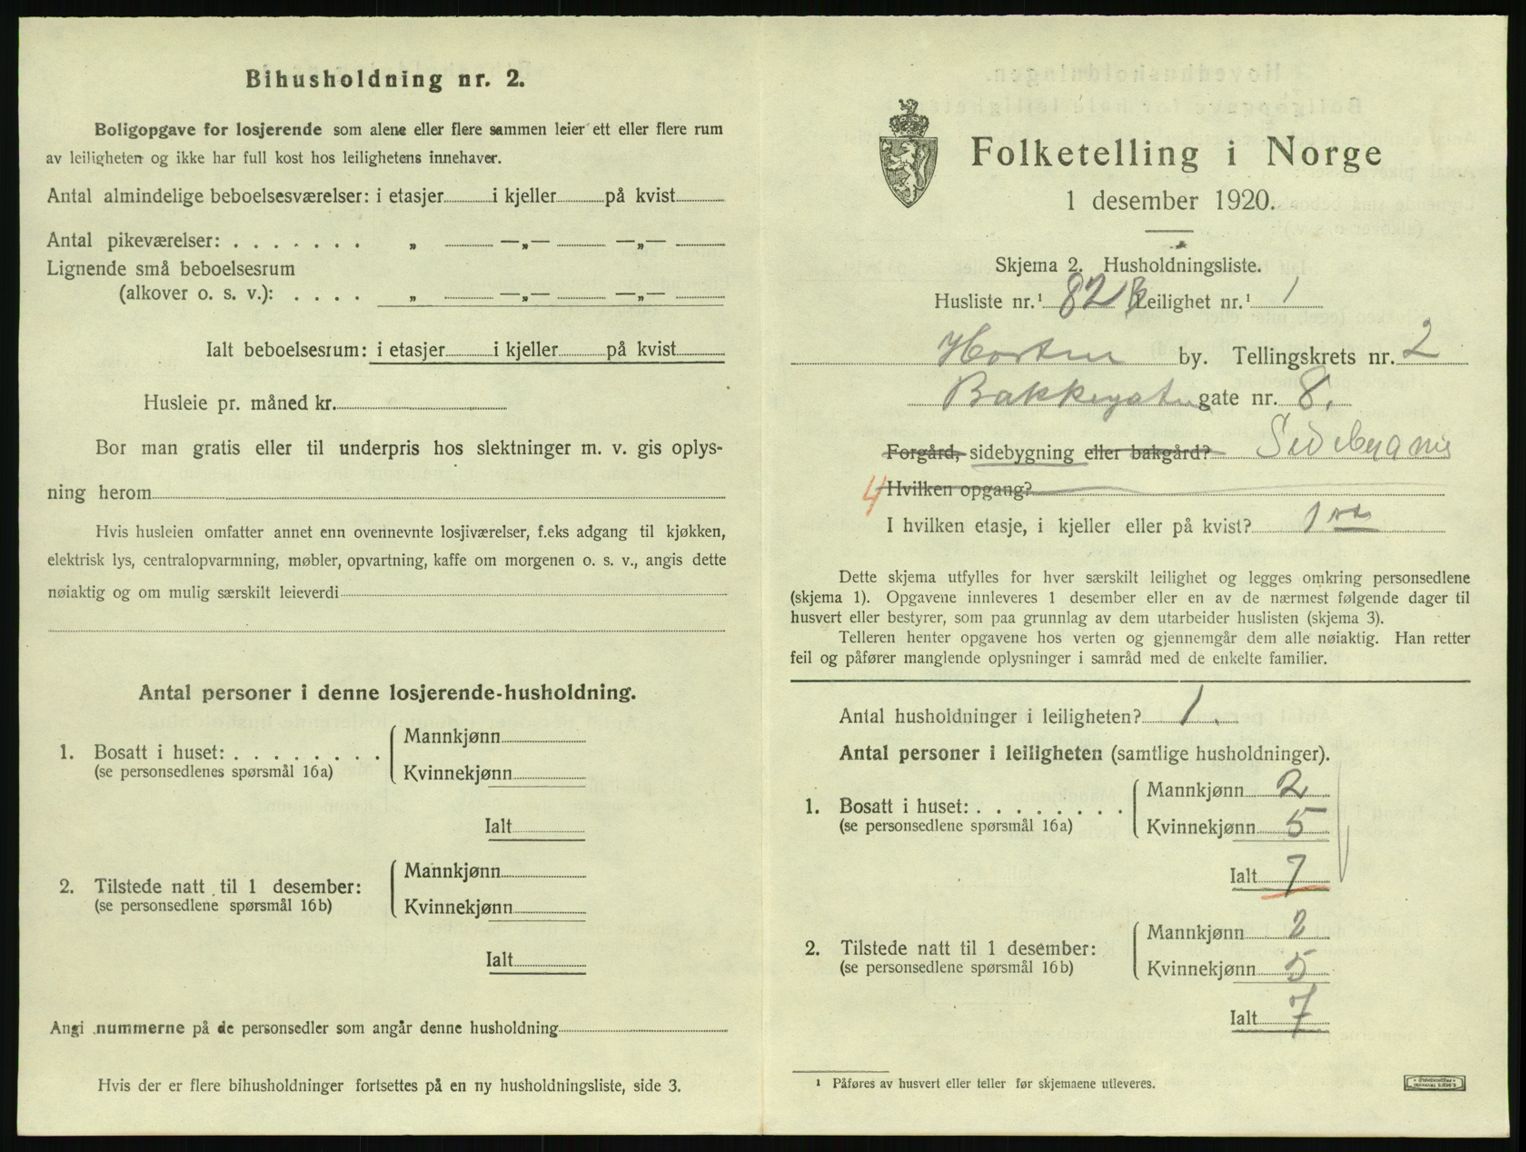 Bihusholdning nr. 2.
Boligopgave for losjerende som alene eller flere sammen leier ett eller flere rum
av leiligheten og ikke har full kost hos leilighetens innehaver.
Antal almindelige beboelsesværelser: i etasjer i kjeller på kvist
Antal pikeværelser: . . . . . . . „ —„— —„—
Lignende små beboelsesrum
(alkover o. s. v.): . . . . „ —„— —„—
Ialt beboelsesrum: i etasjer i kjeller på kvist
Husleie pr. måned kr.
Bor man gratis eller til underpris hos slektninger m. v. gis oplys-
ning herom
Hvis husleien omfatter annet enn ovennevnte losjiværelser, f.eks adgang til kjøkken,
elektrisk lys, centralopvarmning, møbler, opvartning, kaffe om morgenen o. s. v., angis dette
nøiaktig og om mulig særskilt leieverdi
Antal personer i denne losjerende-husholdning.
1. Bosatt i huset: . . . . . . . .
(se personsedlenes spørsmål 16a)
Mannkjønn
Kvinnekjønn
Ialt
2. Tilstede natt til 1 desember:
(se personsedlene spørsmål 16b)
Mannkjønn
Kvinnekjønn
Ialt
Angi nummerne på de personsedler som angår denne husholdning
Hvis der er flere bihusholdninger fortsettes på en ny husholdningsliste, side 3.
Folketelling i Norge
1 desember 1920.
Skjema 2. Husholdningsliste.
Husliste nr.¹ 82 B Leilighet nr.¹ 1
Horten by. Tellingskrets nr. 2
Bakkegaten gate nr. 8.
Forgård, sidebygning eller bakgård?
4 Hvilken opgang?
I hvilken etasje, i kjeller eller på kvist? 1ste
Dette skjema utfylles for hver særskilt leilighet og legges omkring personsedlene
(skjema 1). Opgavene innleveres 1 desember eller en av de nærmest følgende dager til
husvert eller bestyrer, som paa grunnlag av dem utarbeider huslisten (skjema 3).
Telleren henter opgavene hos verten og gjennemgår dem alle nøiaktig. Han retter
feil og påfører manglende oplysninger i samråd med de enkelte familier.
Antal husholdninger i leiligheten? 1.
Antal personer i leiligheten (samtlige husholdninger).
1. Bosatt i huset: . . . . . . . .
(se personsedlene spørsmål 16a)
Mannkjønn 2
Kvinnekjønn 5
Ialt 7
2. Tilstede natt til 1 desember:
(se personsedlene spørsmål 16b)
Mannkjønn 2
Kvinnekjønn 5
Ialt 7
¹ Påføres av husvert eller teller før skjemaene utleveres.